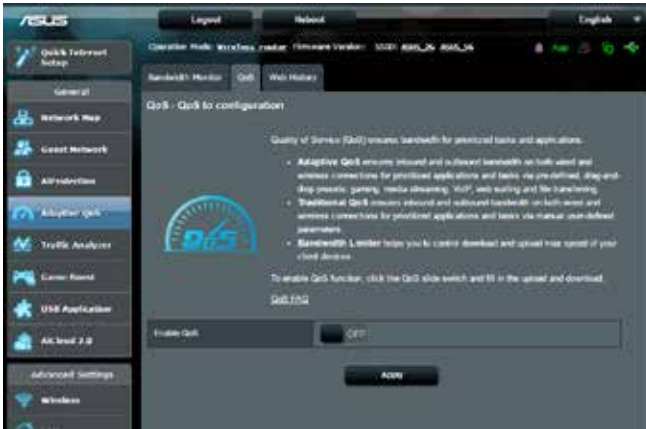 ASUS
Logout
Reboot
English
Quick Internet Setup
Operation Mode: Wireless router Firmware Version: SSID: ASUS_2G ASUS_5G
App
Bandwidth Monitor
QoS
Web History
General
Network Map
Guest Network
AiProtection
Adaptive QoS
Traffic Analyzer
Game Boost
USB Application
AiCloud 2.0
Advanced Settings
Wireless
QoS - QoS to configuration
Quality of Service (QoS) ensures bandwidth for prioritized tasks and applications.
• Adaptive QoS ensures inbound and outbound bandwidth on both wired and
wireless connections for prioritized applications and tasks via pre-defined, drag-and-
drop presets: gaming, media streaming, VoIP, web surfing and file transferring.
• Traditional QoS ensures inbound and outbound bandwidth on both wired and
wireless connections for prioritized applications and tasks via manual user-defined
parameters.
• Bandwidth Limiter helps you to control download and upload max speed of your
client devices.
To enable QoS function, click the QoS slide switch and fill in the upload and download.
QoS FAQ
QoS
Enable QoS
OFF
Apply